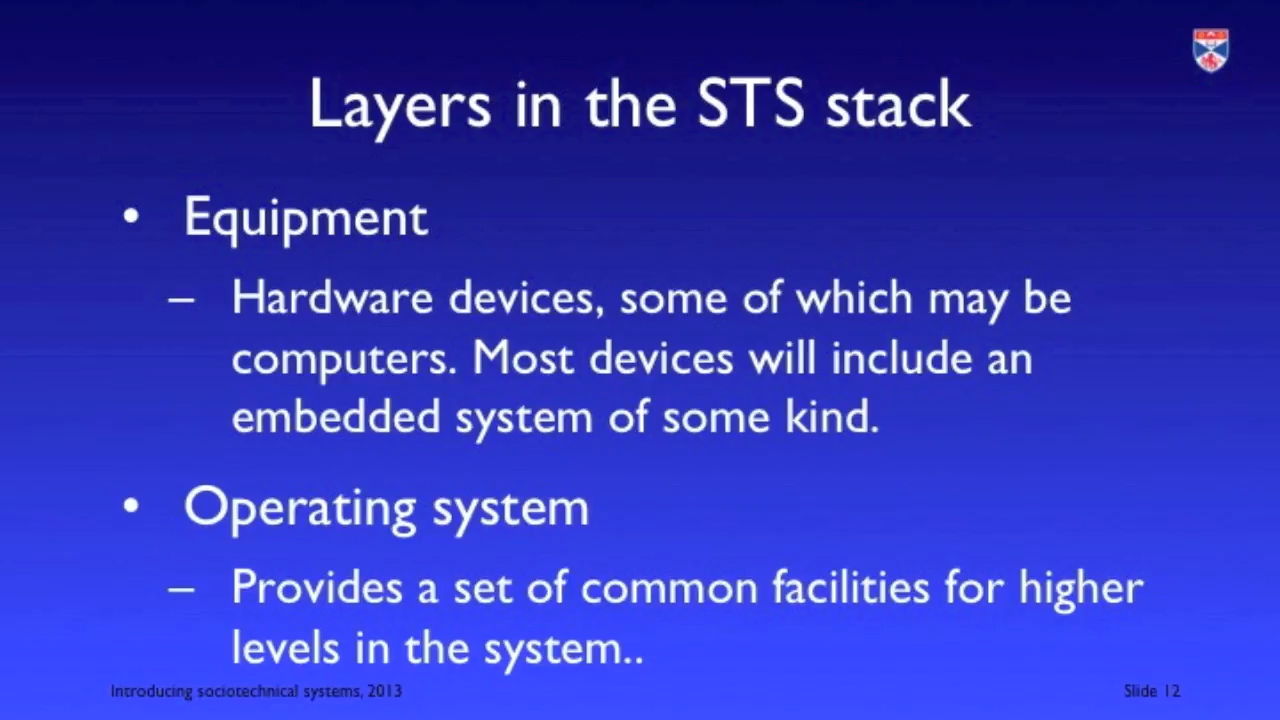 Layers in the STS stack
• Equipment
– Hardware devices, some of which may be
computers. Most devices will include an
embedded system of some kind.
• Operating system
– Provides a set of common facilities for higher
levels in the system..
Introducing sociotechnical systems, 2013
Slide 12